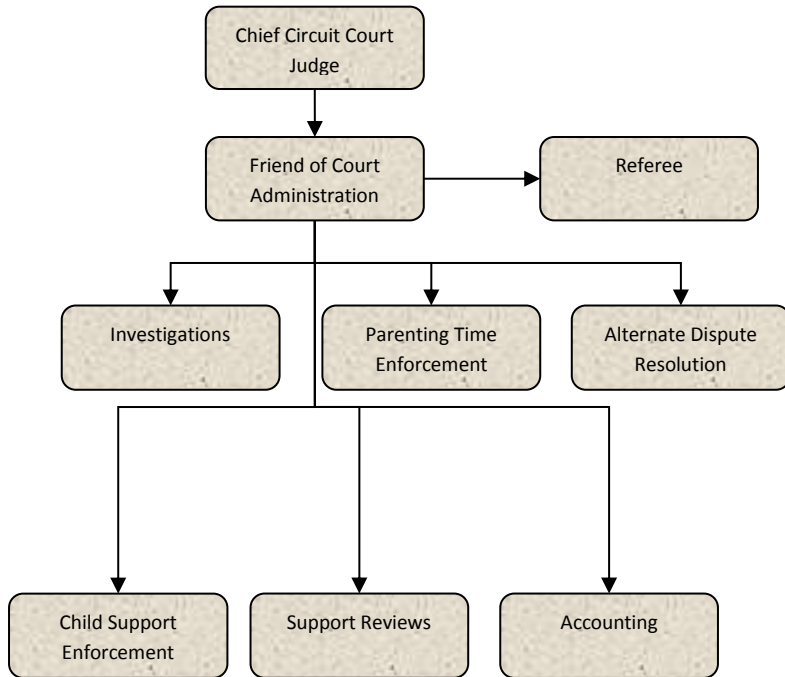 Chief Circuit Court
Judge
Friend of Court
Administration
Referee
Investigations
Parenting Time
Enforcement
Alternate Dispute
Resolution
Child Support
Enforcement
Support Reviews
Accounting